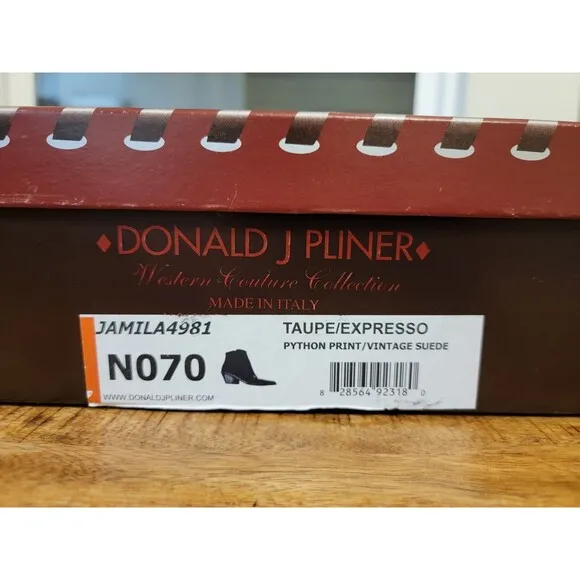 ♦DONALD J PLINER♦
Western Couture Collection
MADE IN ITALY
JAMILA4981
TAUPE/EXPRESSO
PYTHON PRINT/VINTAGE SUEDE
N070
WWW.DONALDJPLINER.COM
8 28564 92318 0